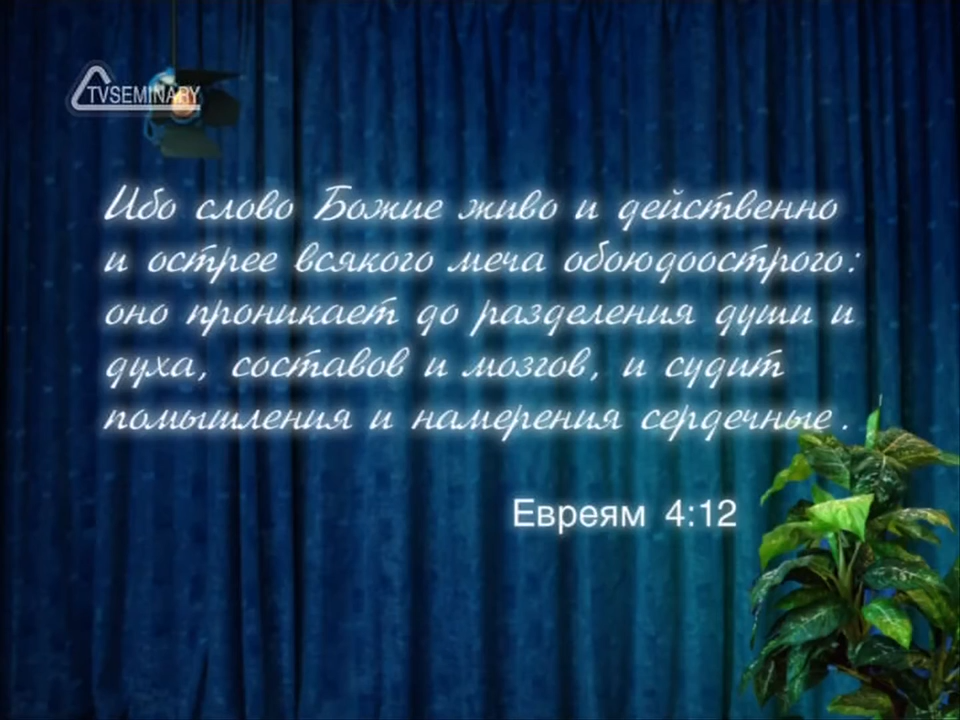 TVSEMINARY
Ибо слово Божие живо и действенно
и острее всякого меча обоюдоострого:
оно проникает до разделения души и
духа, составов и мозгов, и судит
помышления и намерения сердечные.
Евреям 4:12